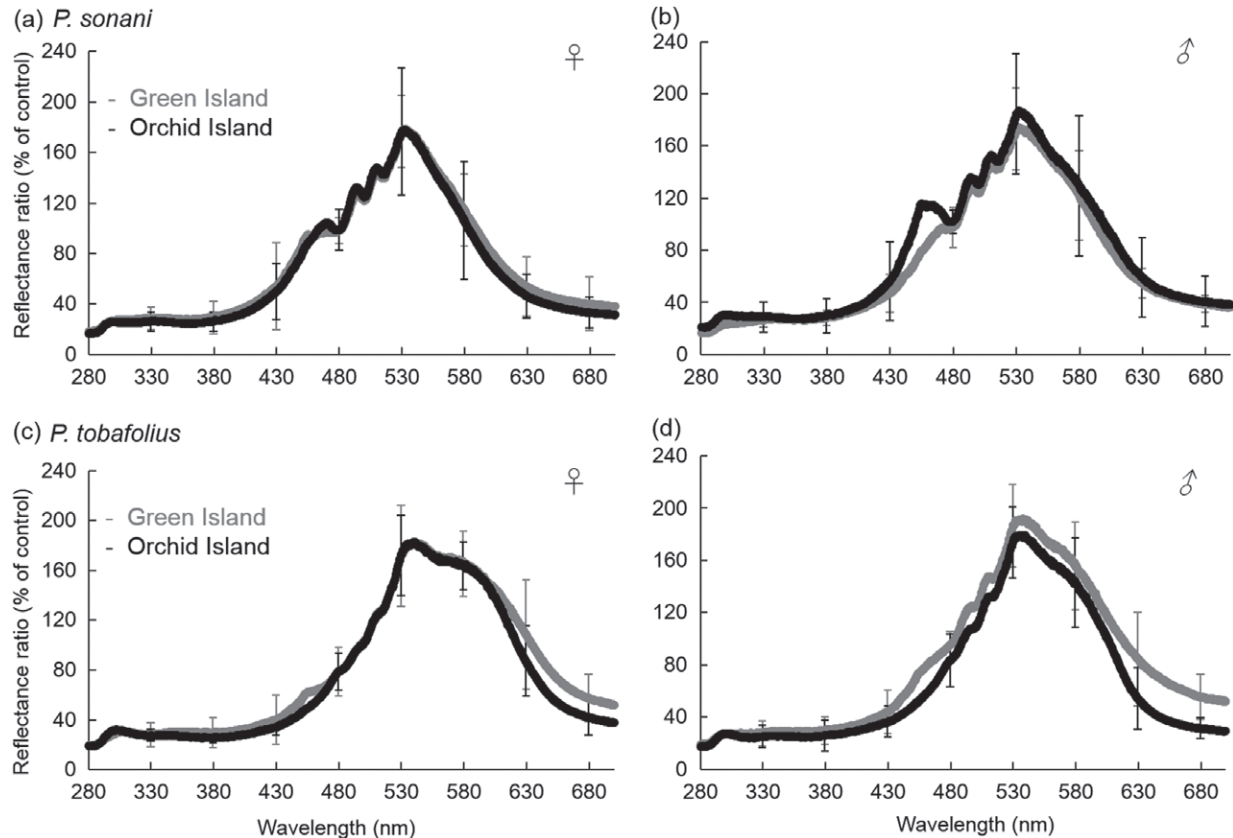 (a) P. sonani
♀
Reflectance ratio (% of control)
240
200
160
120
80
40
0
Green Island
Orchid Island
280 330 380 430 480 530 580 630 680
(b)
♂
240
200
160
120
80
40
0
280 330 380 430 480 530 580 630 680
(c) P. tobafolius
♀
Reflectance ratio (% of control)
240
200
160
120
80
40
0
Green Island
Orchid Island
280 330 380 430 480 530 580 630 680
Wavelength (nm)
(d)
♂
240
200
160
120
80
40
0
280 330 380 430 480 530 580 630 680
Wavelength (nm)